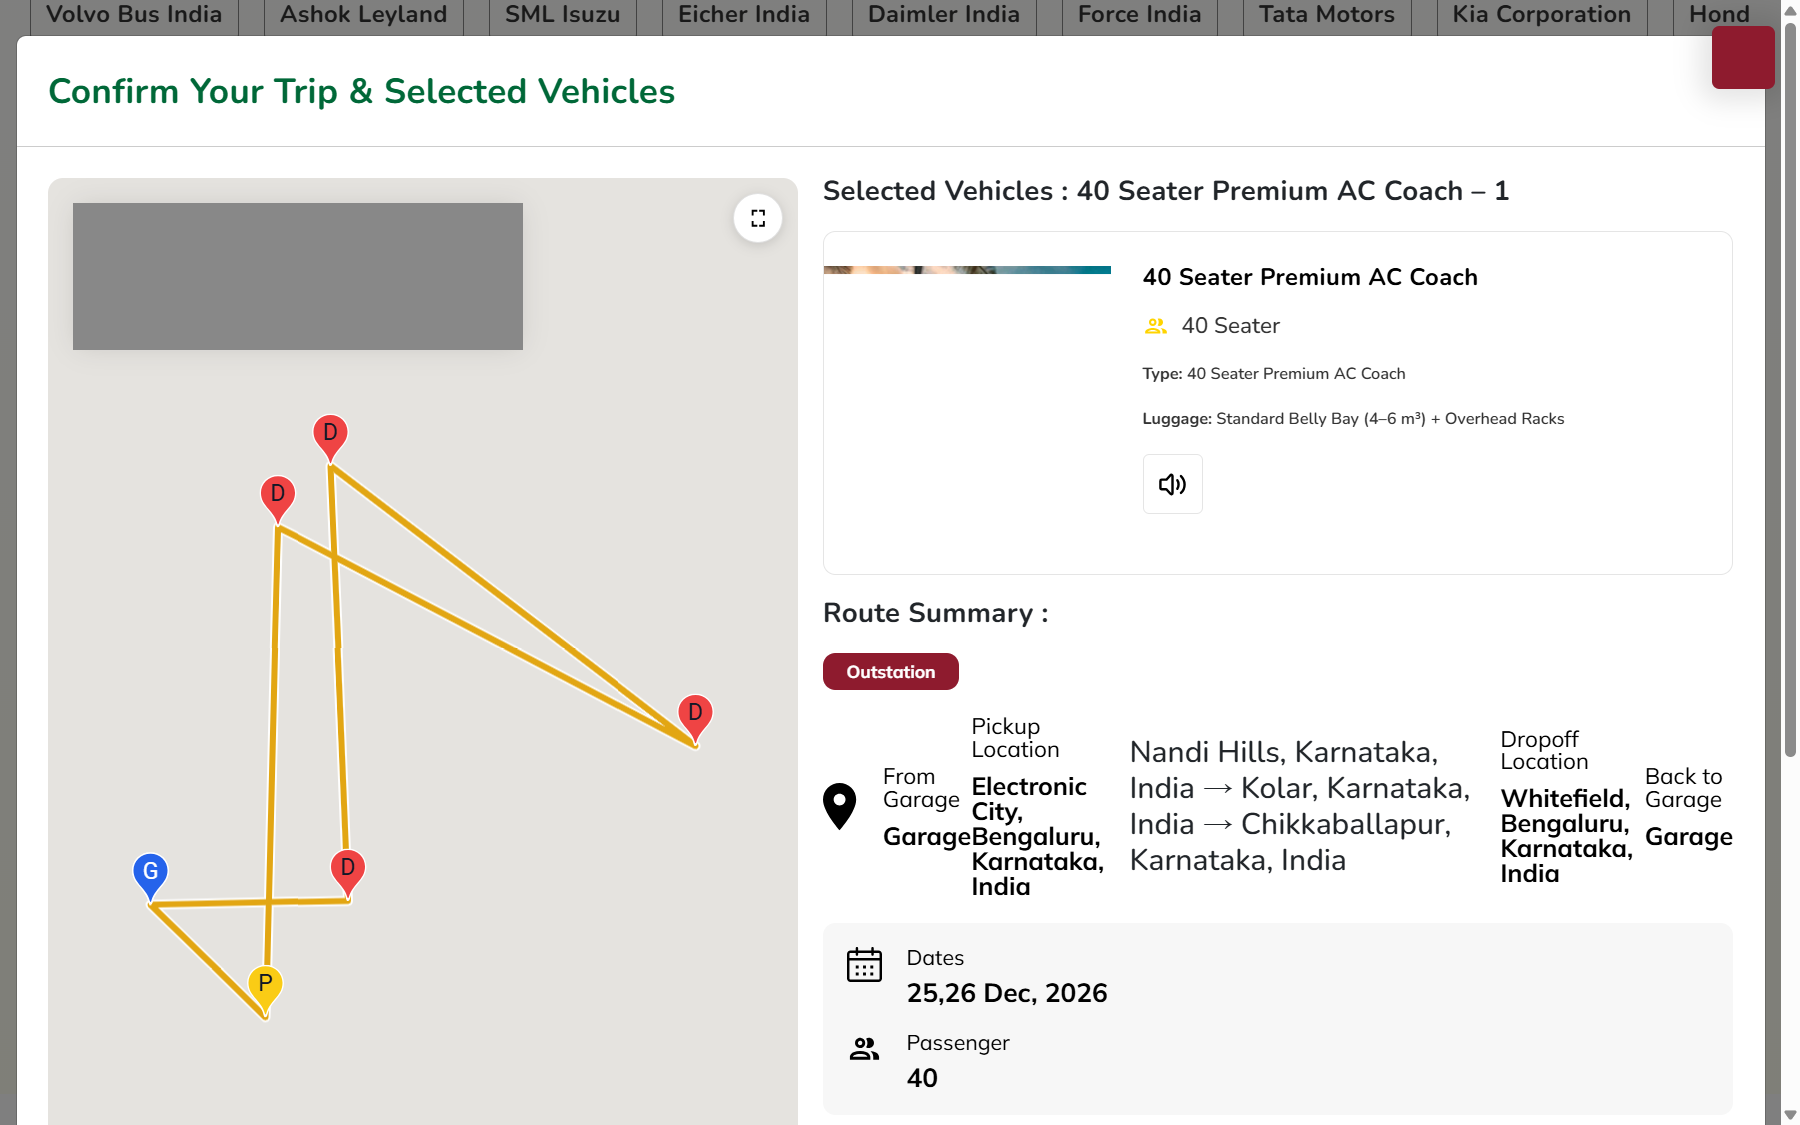 Volvo Bus India
Ashok Leyland
SML Isuzu
Eicher India
Daimler India
Force India
Tata Motors
Kia Corporation
Hond
Confirm Your Trip & Selected Vehicles
D
D
D
D
G
P
Selected Vehicles : 40 Seater Premium AC Coach – 1
40 Seater Premium AC Coach
40 Seater
Type: 40 Seater Premium AC Coach
Luggage: Standard Belly Bay (4–6 m³) + Overhead Racks
Route Summary :
Outstation
From
Garage
Garage
Pickup
Location
Electronic
City,
Bengaluru,
Karnataka,
India
Nandi Hills, Karnataka,
India → Kolar, Karnataka,
India → Chikkaballapur,
Karnataka, India
Dropoff
Location
Whitefield,
Bengaluru,
Karnataka,
India
Back to
Garage
Garage
Dates
25,26 Dec, 2026
Passenger
40